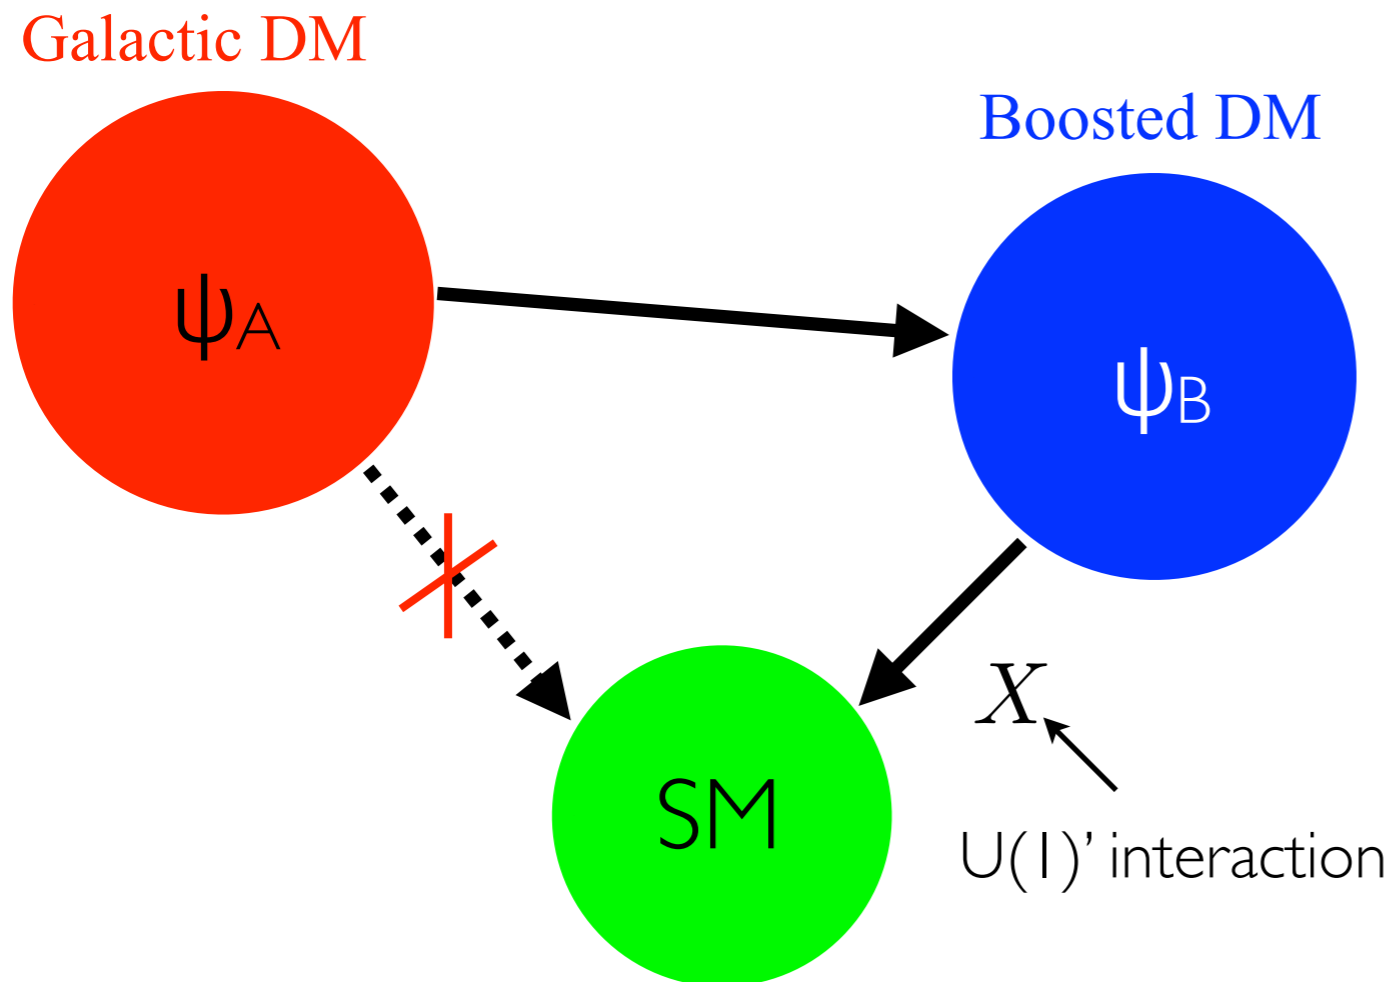 Galactic DM
Boosted DM
ψA
ψB
X
SM
U(1)’ interaction